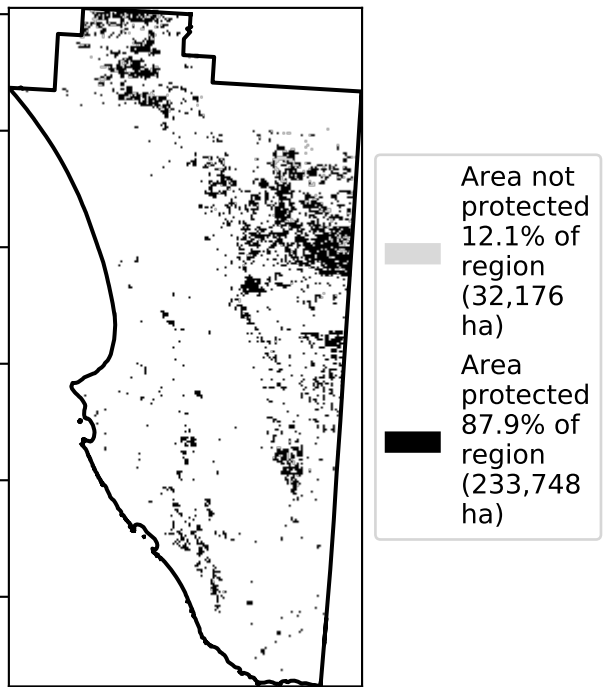 Area not
protected
12.1% of
region
(32,176
ha)
Area
protected
87.9% of
region
(233,748
ha)